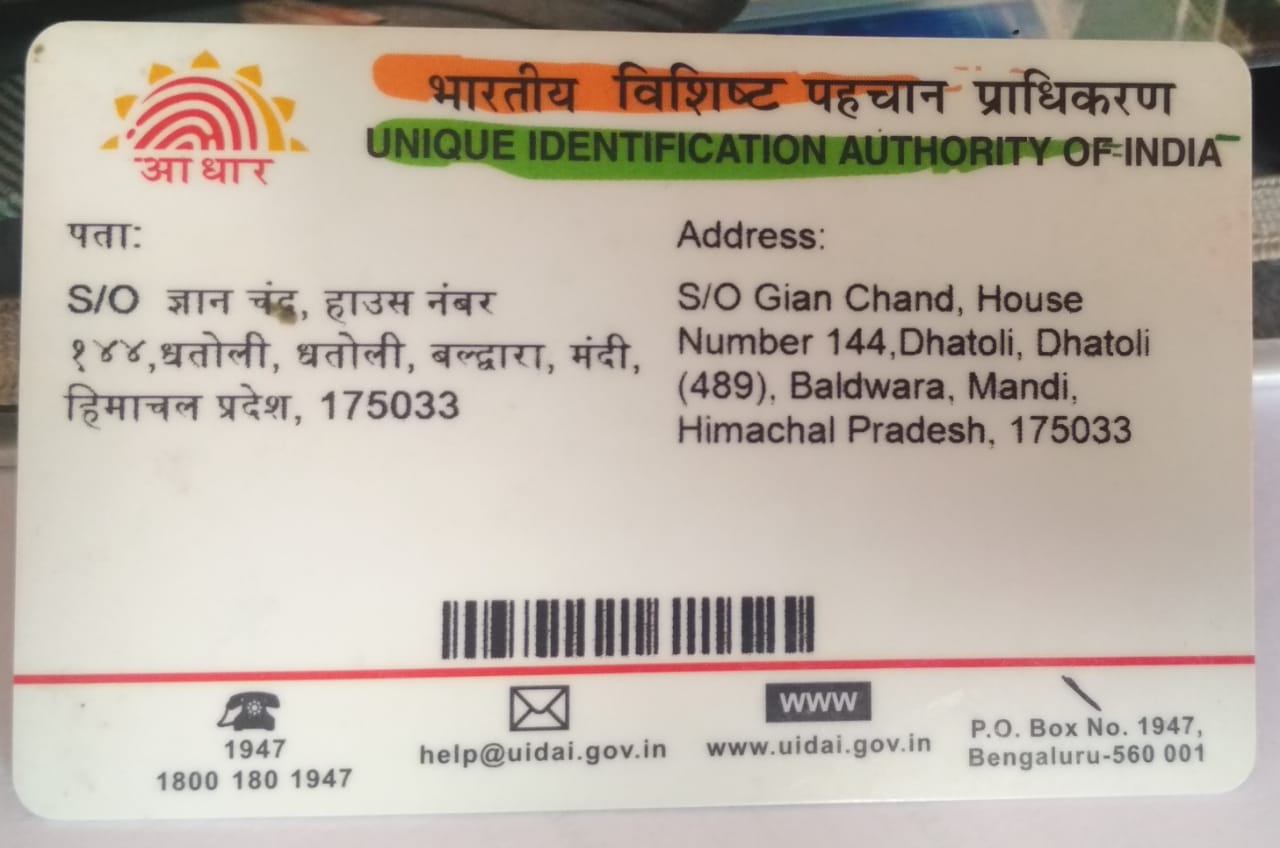 आधार
भारतीय विशिष्ट पहचान प्राधिकरण
UNIQUE IDENTIFICATION AUTHORITY OF INDIA
पता:
S/O ज्ञान चंद, हाउस नंबर
१४४,धतोली, धतोली, बल्द्वारा, मंदी,
हिमाचल प्रदेश, 175033
Address:
S/O Gian Chand, House
Number 144,Dhatoli, Dhatoli
(489), Baldwara, Mandi,
Himachal Pradesh, 175033
1947
1800 180 1947
help@uidai.gov.in
www
www.uidai.gov.in
P.O. Box No. 1947,
Bengaluru-560 001